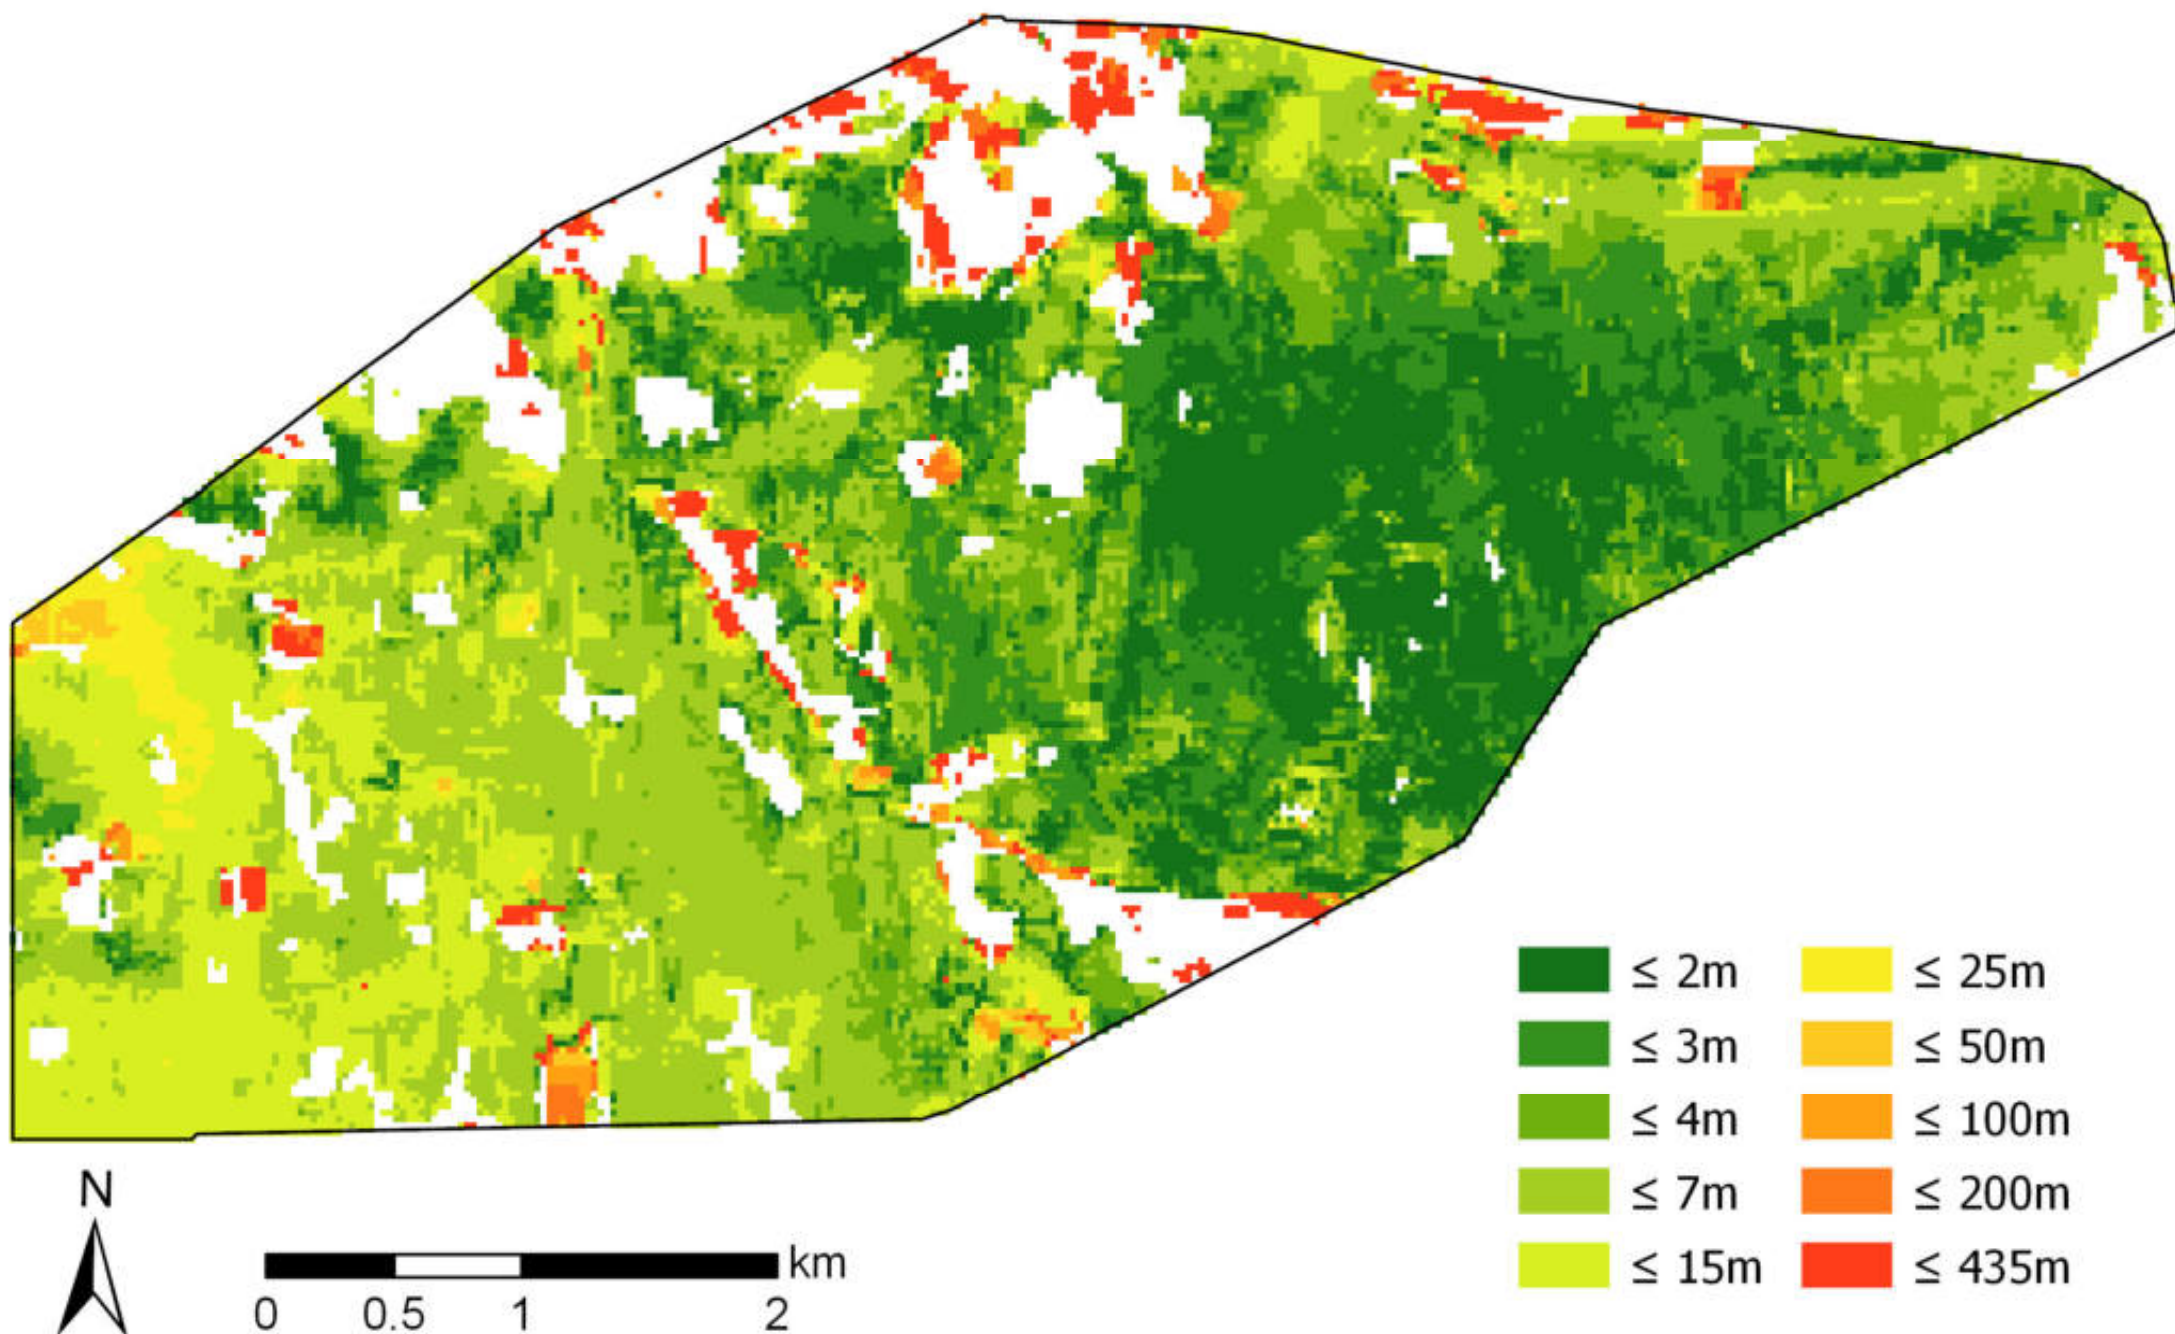 ≤ 2m ≤ 25m
≤ 3m ≤ 50m
≤ 4m ≤ 100m
≤ 7m ≤ 200m
≤ 15m ≤ 435m
N
km
0 0.5 1 2